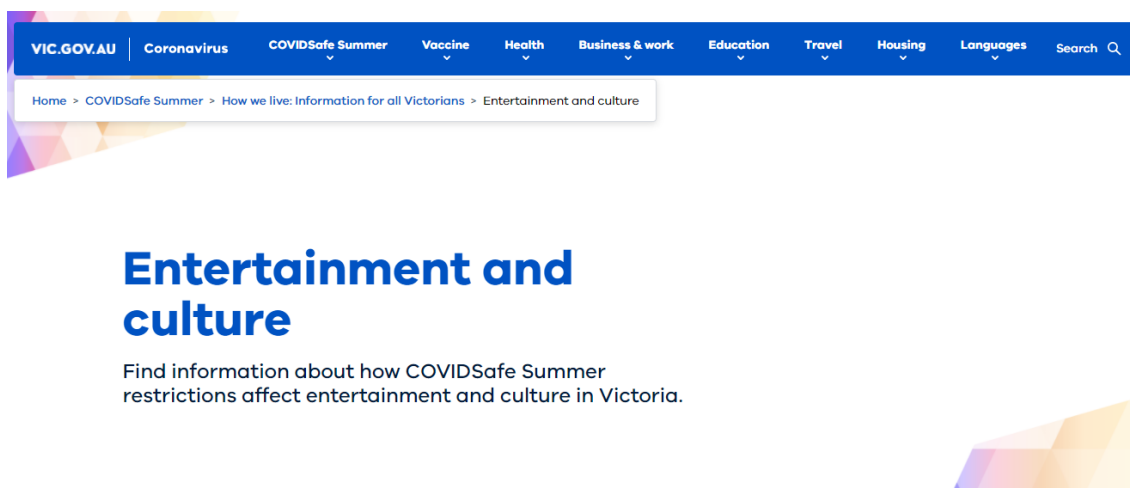 VIC.GOV.AU Coronavirus COVIDSafe Summer Vaccine Health Business & work Education Travel Housing Languages Search
Home > COVIDSafe Summer > How we live: Information for all Victorians > Entertainment and culture
Entertainment and
culture
Find information about how COVIDSafe Summer
restrictions affect entertainment and culture in Victoria.